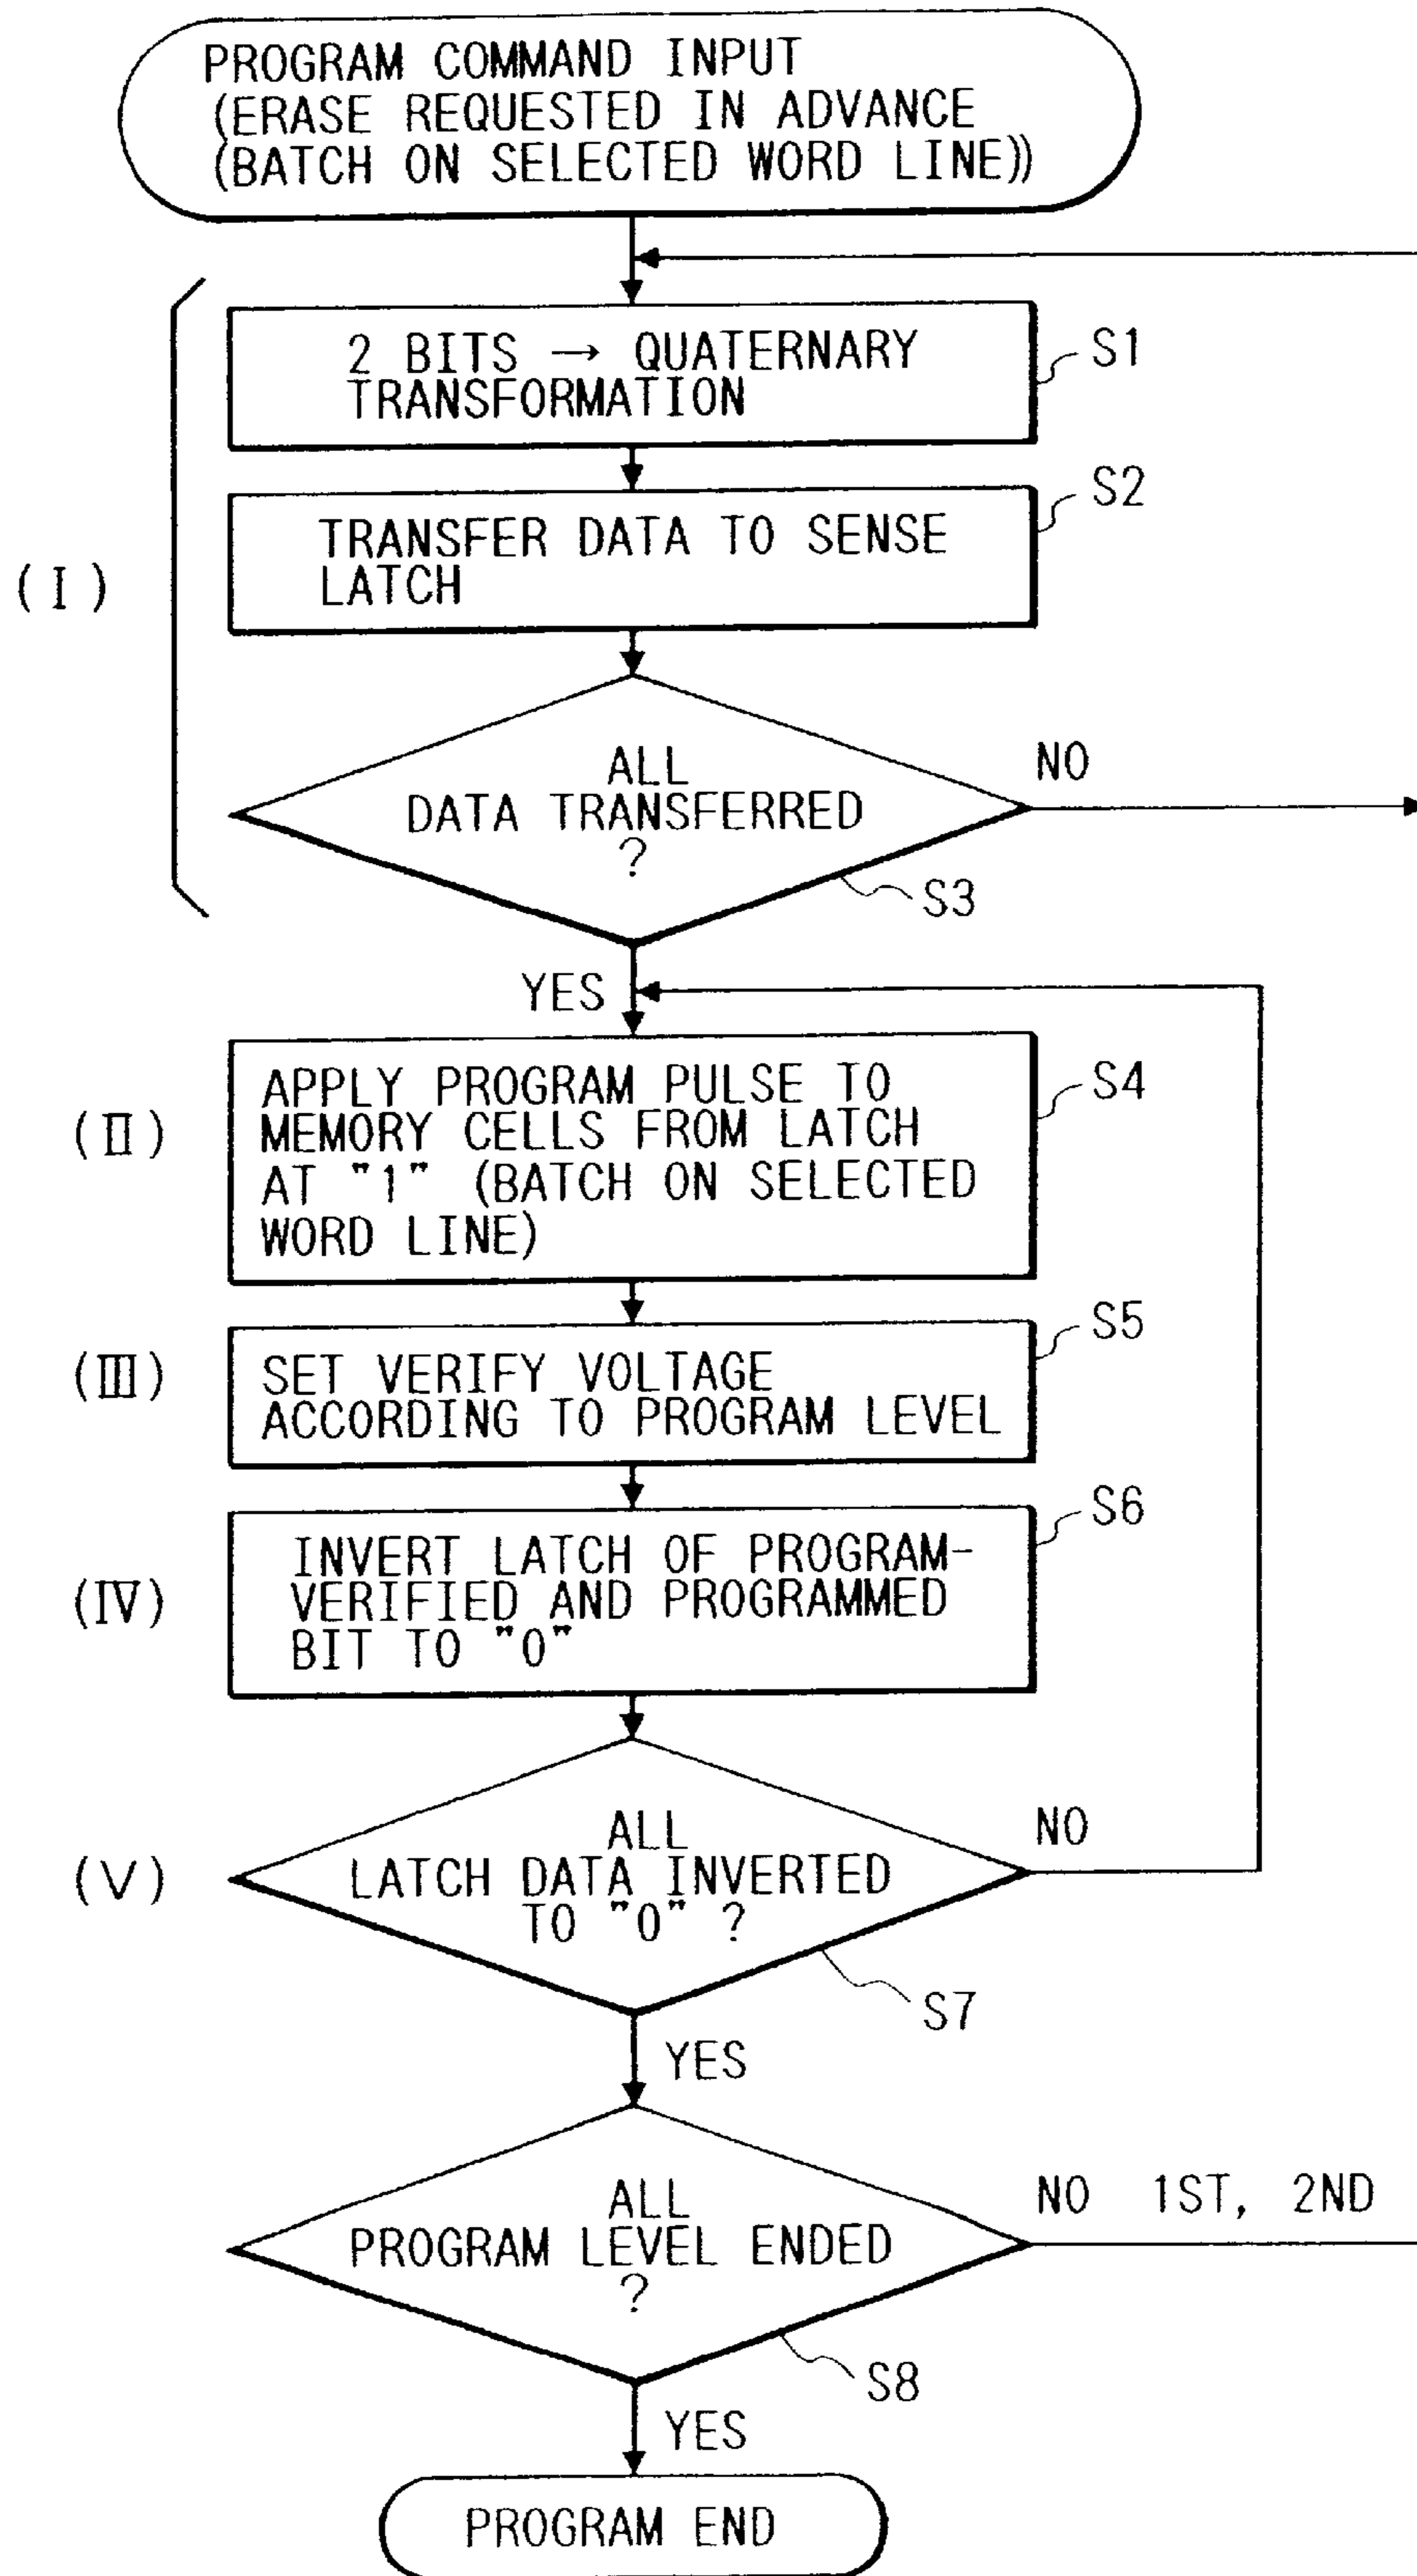 PROGRAM COMMAND INPUT
(ERASE REQUESTED IN ADVANCE
(BATCH ON SELECTED WORD LINE))
(I)
2 BITS → QUATERNARY
TRANSFORMATION
S1
TRANSFER DATA TO SENSE
LATCH
S2
ALL
DATA TRANSFERRED
?
NO
S3
YES
(II)
APPLY PROGRAM PULSE TO
MEMORY CELLS FROM LATCH
AT "1" (BATCH ON SELECTED
WORD LINE)
S4
(III)
SET VERIFY VOLTAGE
ACCORDING TO PROGRAM LEVEL
S5
(IV)
INVERT LATCH OF PROGRAM-
VERIFIED AND PROGRAMMED
BIT TO "0"
S6
(V)
ALL
LATCH DATA INVERTED
TO "0" ?
NO
S7
YES
ALL
PROGRAM LEVEL ENDED
?
NO 1ST, 2ND
S8
YES
PROGRAM END